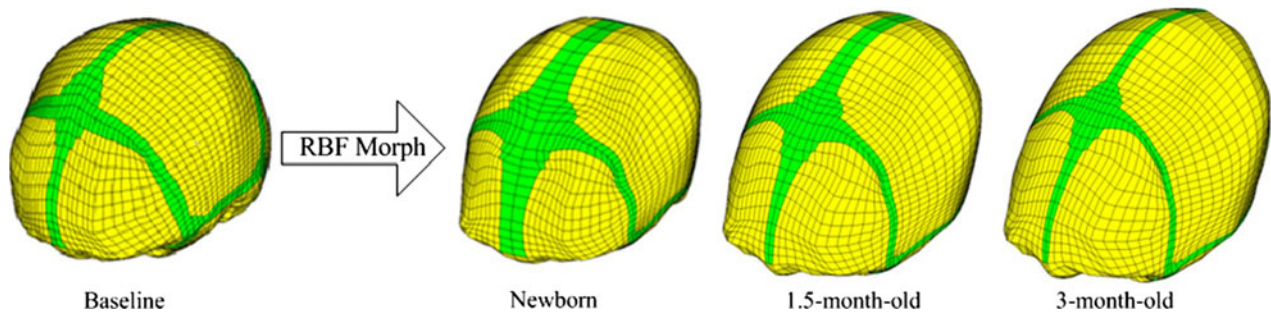 RBF Morph
Baseline
Newborn
1.5-month-old
3-month-old